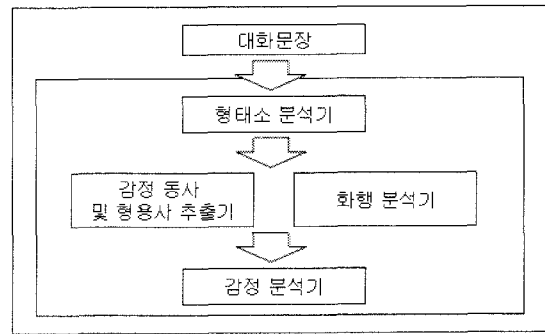 대화문장
형태소 분석기
감정 동사
및 형용사 추출기
화행 분석기
감정 분석기